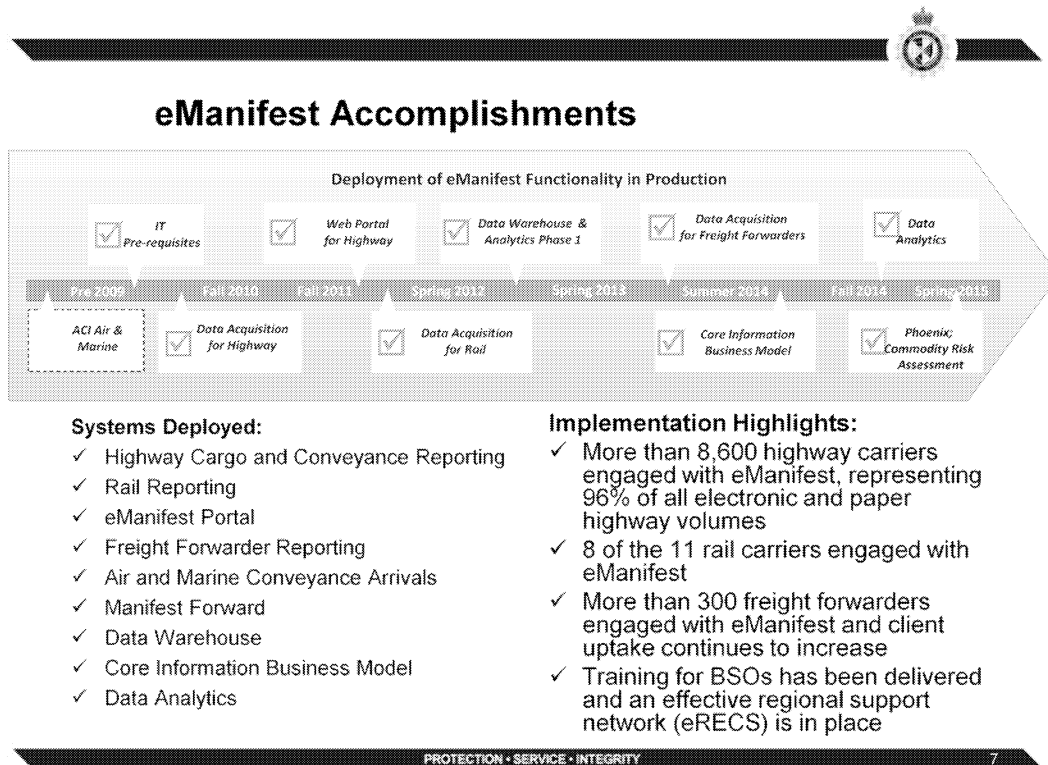 eManifest Accomplishments
Deployment of eManifest Functionality in Production
IT
Pre-requisites
Web Portal
for Highway
Data Warehouse &
Analytics Phase 1
Data Acquisition
for Freight Forwarders
Data
Analytics
Pre 2009
Fall 2010
Fall 2011
Spring 2012
Spring 2013
Summer 2014
Fall 2014
Spring 2015
ACI Air &
Marine
Data Acquisition
for Highway
Data Acquisition
for Rail
Core Information
Business Model
Phoenix;
Commodity Risk
Assessment
Systems Deployed:
✓ Highway Cargo and Conveyance Reporting
✓ Rail Reporting
✓ eManifest Portal
✓ Freight Forwarder Reporting
✓ Air and Marine Conveyance Arrivals
✓ Manifest Forward
✓ Data Warehouse
✓ Core Information Business Model
✓ Data Analytics
Implementation Highlights:
✓ More than 8,600 highway carriers
engaged with eManifest, representing
96% of all electronic and paper
highway volumes
✓ 8 of the 11 rail carriers engaged with
eManifest
✓ More than 300 freight forwarders
engaged with eManifest and client
uptake continues to increase
✓ Training for BSOs has been delivered
and an effective regional support
network (eRECS) is in place
PROTECTION • SERVICE • INTEGRITY
7